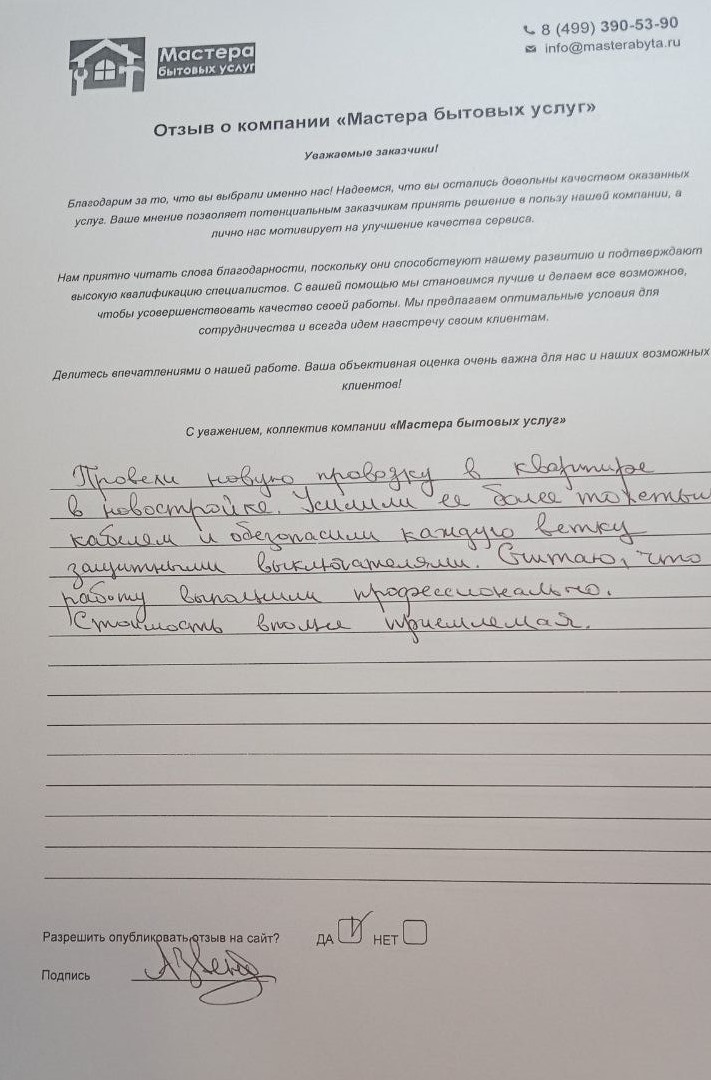 Мастера
бытовых услуг
8 (499) 390-53-90
info@masterabyta.ru
Отзыв о компании «Мастера бытовых услуг»
Уважаемые заказчики!
Благодарим за то, что вы выбрали именно нас! Надеемся, что вы остались довольны качеством оказанных
услуг. Ваше мнение позволяет потенциальным заказчикам принять решение в пользу нашей компании, а
лично нас мотивирует на улучшение качества сервиса.
Нам приятно читать слова благодарности, поскольку они способствуют нашему развитию и подтверждают
высокую квалификацию специалистов. С вашей помощью мы становимся лучше и делаем все возможное,
чтобы усовершенствовать качество своей работы. Мы предлагаем оптимальные условия для
сотрудничества и всегда идем навстречу своим клиентам.
Делитесь впечатлениями о нашей работе. Ваша объективная оценка очень важна для нас и наших возможных
клиентов!
С уважением, коллектив компании «Мастера бытовых услуг»
Провели новую проводку в квартире
в новостройке. Усилили ее более
кабелем и обезопасили каждую ветку
защитными выключателями. Считаю, что
работу выполнили профессионально.
Стоимость вполне приемлемая.
Разрешить опубликовать отзыв на сайт? ДА НЕТ
Подпись